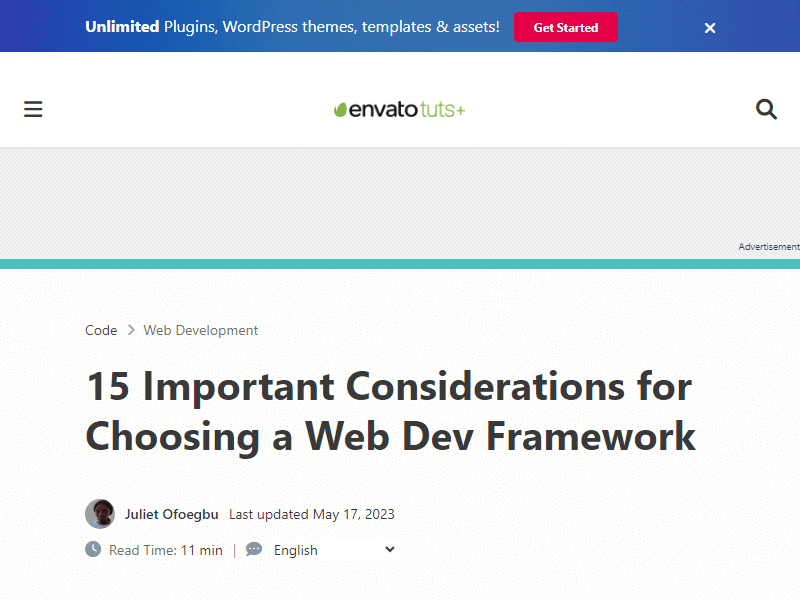 Unlimited Plugins, WordPress themes, templates & assets! Get Started
envato tuts+
Advertisement
Code > Web Development
15 Important Considerations for
Choosing a Web Dev Framework
Juliet Ofoegbu Last updated May 17, 2023
Read Time: 11 min | English